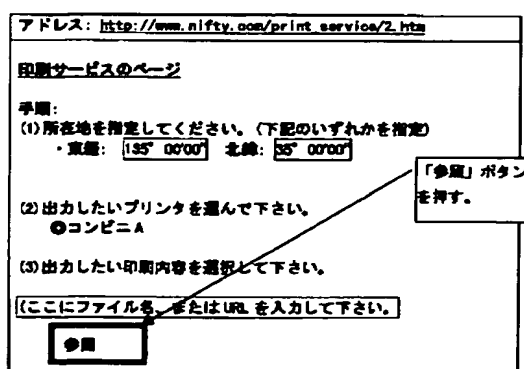 アドレス: http://www.nifty.com/print_service/2.htm
印刷サービスのページ
手順:
(1)所在地を指定してください。(下記のいずれかを指定)
・東経: 135° 00'00" 北緯: 35° 00'00"
「参照」ボタン
を押す。
(2)出力したいプリンタを選んで下さい。
◎コンビニA
(3)出力したい印刷内容を選択して下さい。
(ここにファイル名、またはURLを入力して下さい。
参照